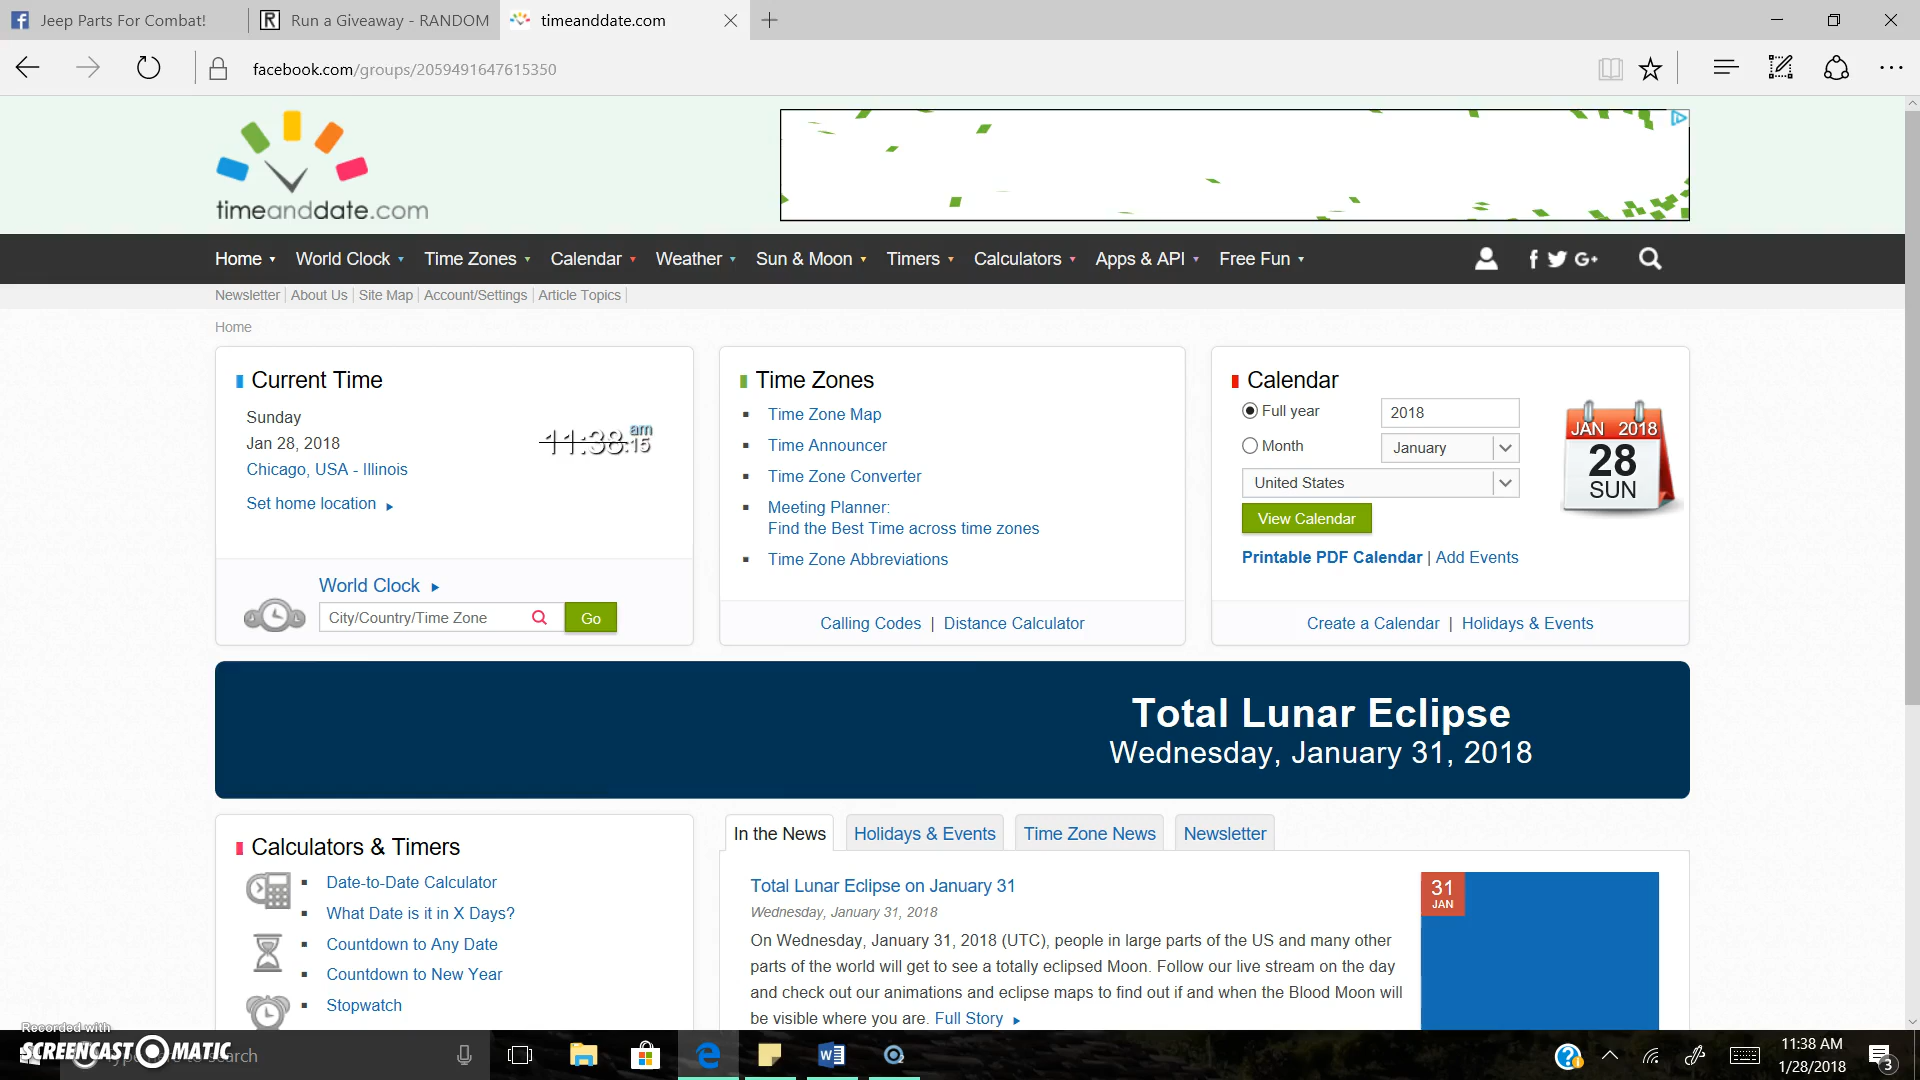 Jeep Parts For Combat!
Run a Giveaway - RANDOM
timeanddate.com
facebook.com/groups/2059491647615350
timeanddate.com
Home World Clock Time Zones Calendar Weather Sun & Moon Timers Calculators Apps & API Free Fun
Newsletter | About Us | Site Map | Account/Settings | Article Topics |
Home
Current Time
Sunday
Jan 28, 2018
Chicago, USA - Illinois
Set home location
11:38:15 am
World Clock
City/Country/Time Zone
Go
Time Zones
Time Zone Map
Time Announcer
Time Zone Converter
Meeting Planner:
Find the Best Time across time zones
Time Zone Abbreviations
Calling Codes | Distance Calculator
Calendar
Full year 2018
Month January
United States
View Calendar
JAN 2018
28
SUN
Printable PDF Calendar | Add Events
Create a Calendar | Holidays & Events
Total Lunar Eclipse
Wednesday, January 31, 2018
Calculators & Timers
Date-to-Date Calculator
What Date is it in X Days?
Countdown to Any Date
Countdown to New Year
Stopwatch
In the News Holidays & Events Time Zone News Newsletter
Total Lunar Eclipse on January 31
Wednesday, January 31, 2018
On Wednesday, January 31, 2018 (UTC), people in large parts of the US and many other
parts of the world will get to see a totally eclipsed Moon. Follow our live stream on the day
and check out our animations and eclipse maps to find out if and when the Blood Moon will
be visible where you are. Full Story
31
JAN
Recorded with
SCREENCAST-O-MATIC
search
11:38 AM
1/28/2018
3